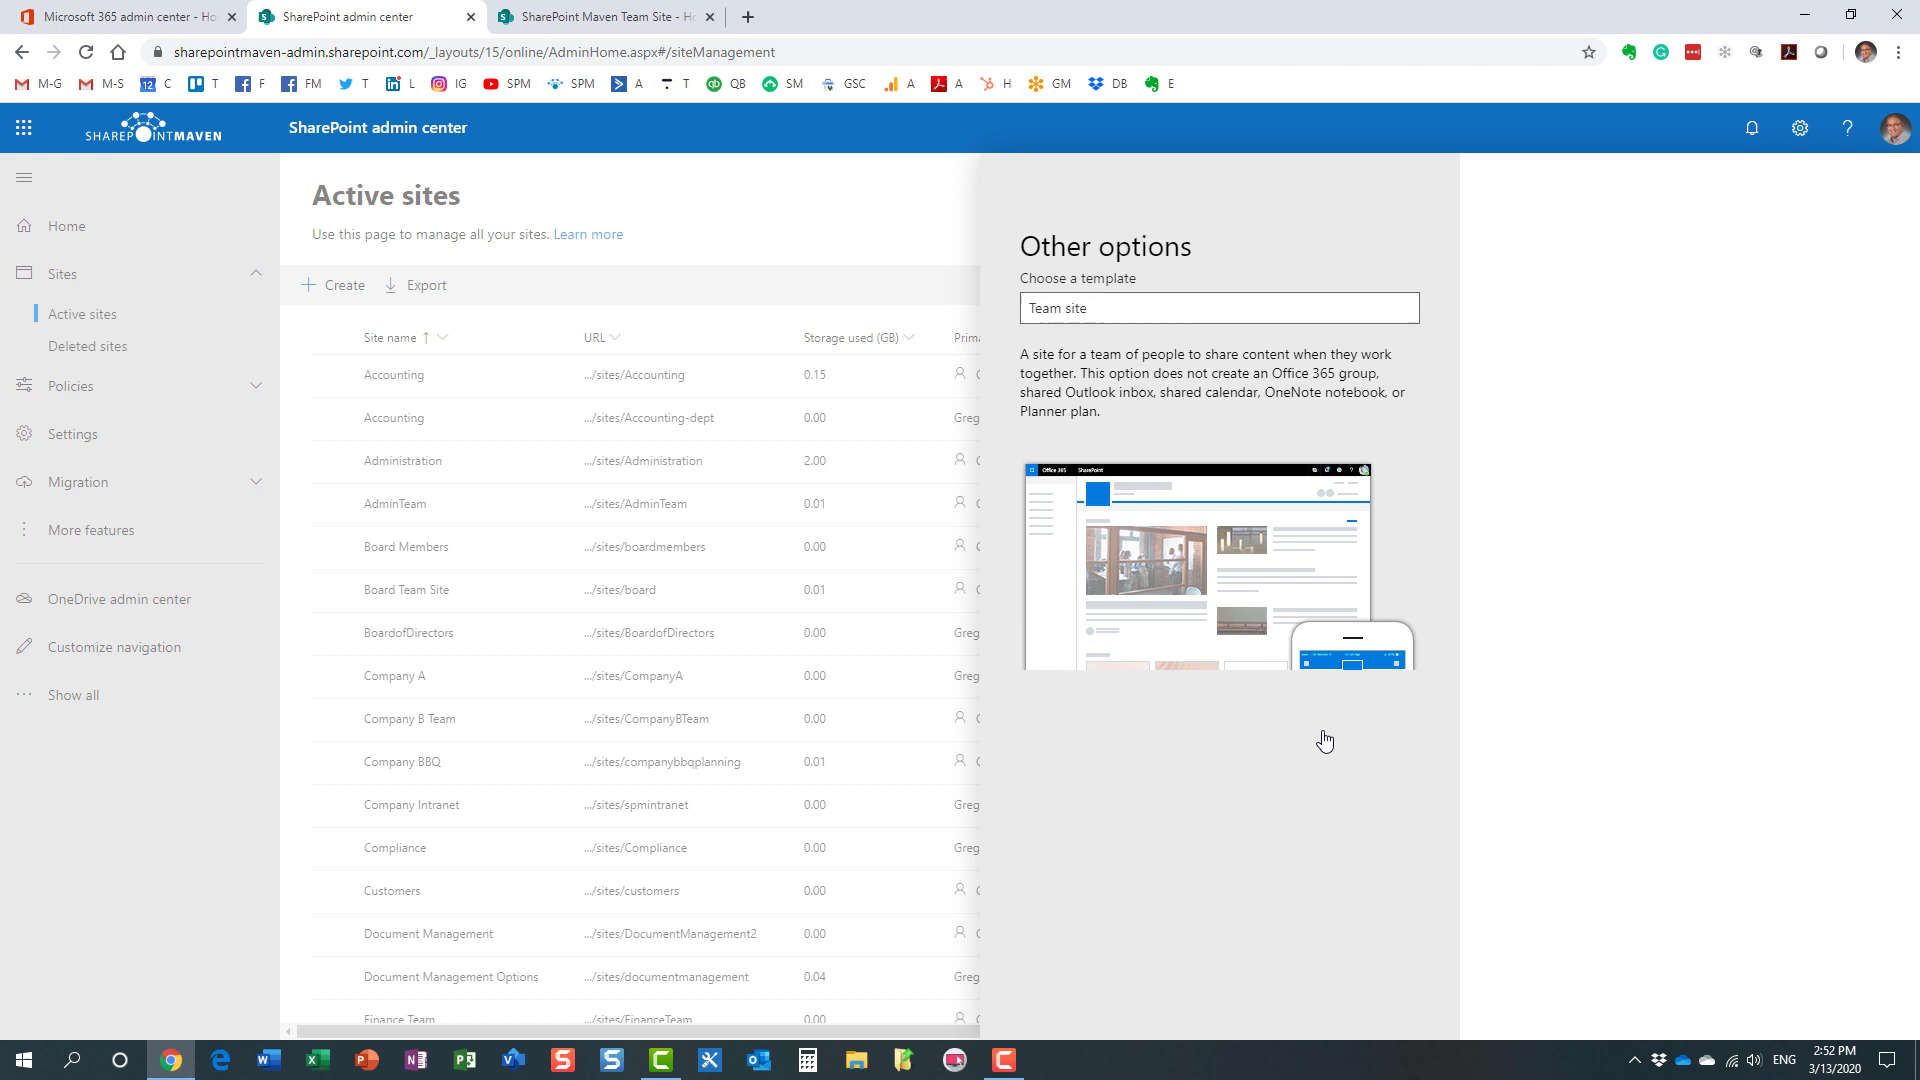 Microsoft 365 admin center - Ho
SharePoint admin center
SharePoint Maven Team Site - Ho
sharepointmaven-admin.sharepoint.com/_layouts/15/online/AdminHome.aspx#/siteManagement
M-G
M-S
12 C
T
F
FM
T
L
IG
SPM
SPM
A
T
QB
SM
GSC
A
A
H
GM
DB
E
SHAREPOINTMAVEN
SharePoint admin center
?
Home
Sites
Active sites
Deleted sites
Policies
Settings
Migration
More features
OneDrive admin center
Customize navigation
Show all
Active sites
Use this page to manage all your sites. Learn more
Create
Export
Site name ↑ URL Storage used (GB) Prima
Accounting .../sites/Accounting 0.15
Accounting .../sites/Accounting-dept 0.00 Greg
Administration .../sites/Administration 2.00
AdminTeam .../sites/AdminTeam 0.01
Board Members .../sites/boardmembers 0.00
Board Team Site .../sites/board 0.01
BoardofDirectors .../sites/BoardofDirectors 0.00 Greg
Company A .../sites/CompanyA 0.00 Greg
Company B Team .../sites/CompanyBTeam 0.00
Company BBQ .../sites/companybbqplanning 0.01
Company Intranet .../sites/spmintranet 0.00 Greg
Compliance .../sites/Compliance 0.00 Greg
Customers .../sites/customers 0.00
Document Management .../sites/DocumentManagement2 0.00
Document Management Options .../sites/documentmanagement 0.04 Greg
Finance Team .../sites/FinanceTeam 0.00
Other options
Choose a template
Team site
A site for a team of people to share content when they work
together. This option does not create an Office 365 group,
shared Outlook inbox, shared calendar, OneNote notebook, or
Planner plan.
Office 365 SharePoint
ENG
2:52 PM
3/13/2020